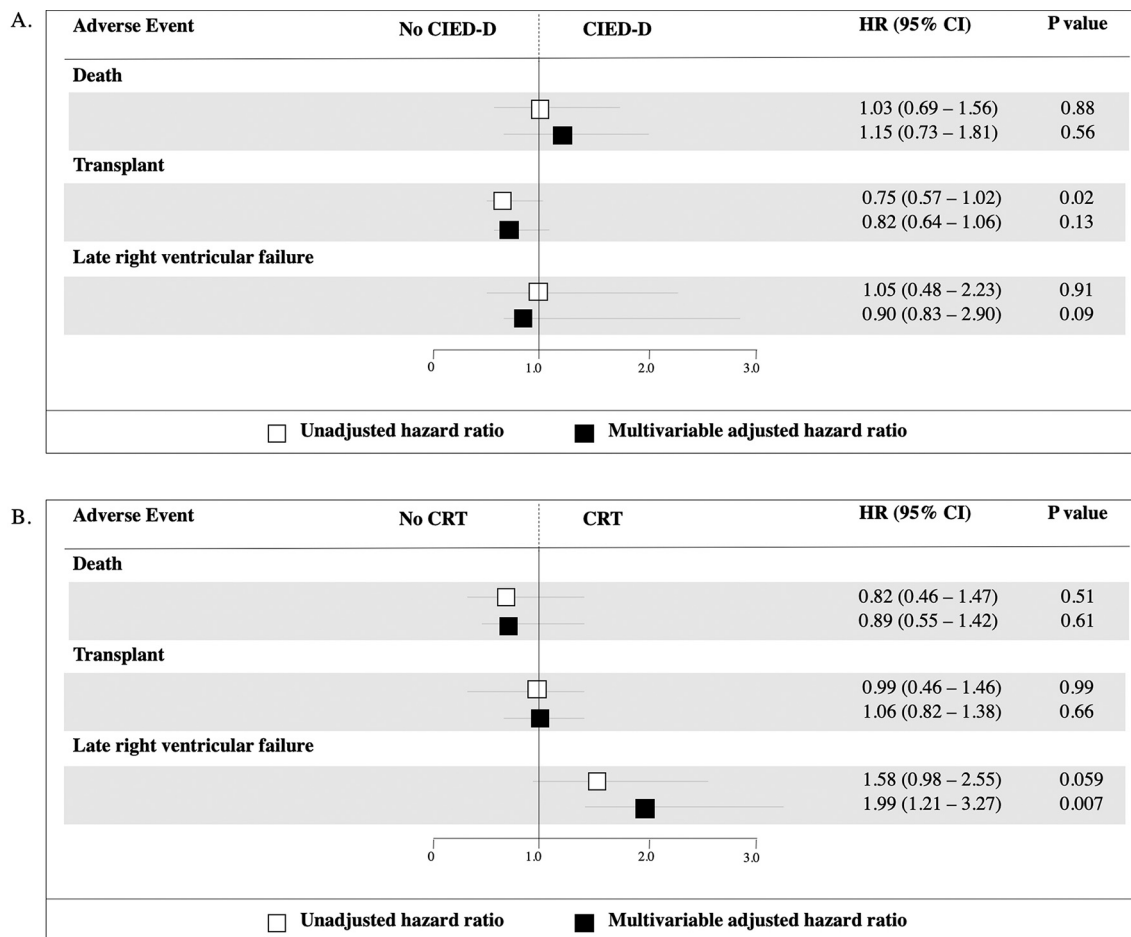 A.
Adverse Event No CIED-D CIED-D HR (95% CI) P value
Death
1.03 (0.69 – 1.56) 0.88
1.15 (0.73 – 1.81) 0.56
Transplant
0.75 (0.57 – 1.02) 0.02
0.82 (0.64 – 1.06) 0.13
Late right ventricular failure
1.05 (0.48 – 2.23) 0.91
0.90 (0.83 – 2.90) 0.09
0 1.0 2.0 3.0
Unadjusted hazard ratio Multivariable adjusted hazard ratio
B.
Adverse Event No CRT CRT HR (95% CI) P value
Death
0.82 (0.46 – 1.47) 0.51
0.89 (0.55 – 1.42) 0.61
Transplant
0.99 (0.46 – 1.46) 0.99
1.06 (0.82 – 1.38) 0.66
Late right ventricular failure
1.58 (0.98 – 2.55) 0.059
1.99 (1.21 – 3.27) 0.007
0 1.0 2.0 3.0
Unadjusted hazard ratio Multivariable adjusted hazard ratio